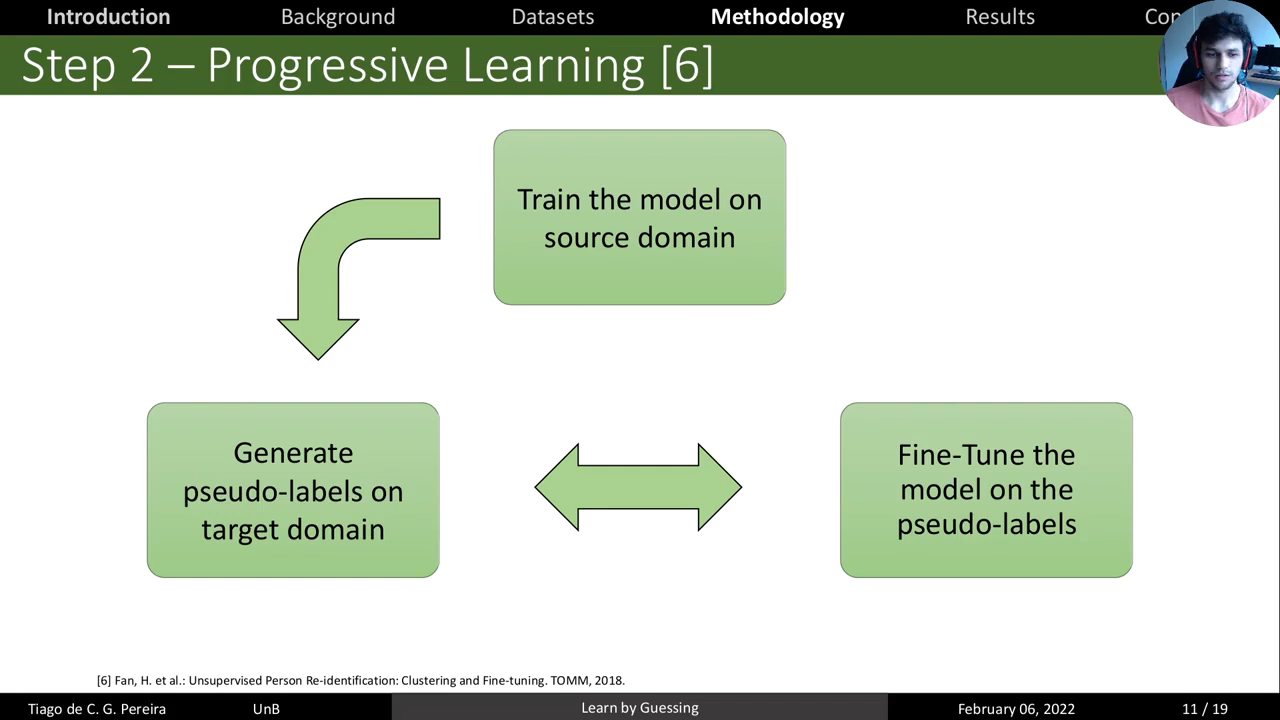 Introduction Background Datasets Methodology Results
Step 2 – Progressive Learning [6]
Train the model on
source domain
Generate
pseudo-labels on
target domain
Fine-Tune the
model on the
pseudo-labels
[6] Fan, H. et al.: Unsupervised Person Re-identification: Clustering and Fine-tuning. TOMM, 2018.
Tiago de C. G. Pereira UnB Learn by Guessing February 06, 2022 11 / 19